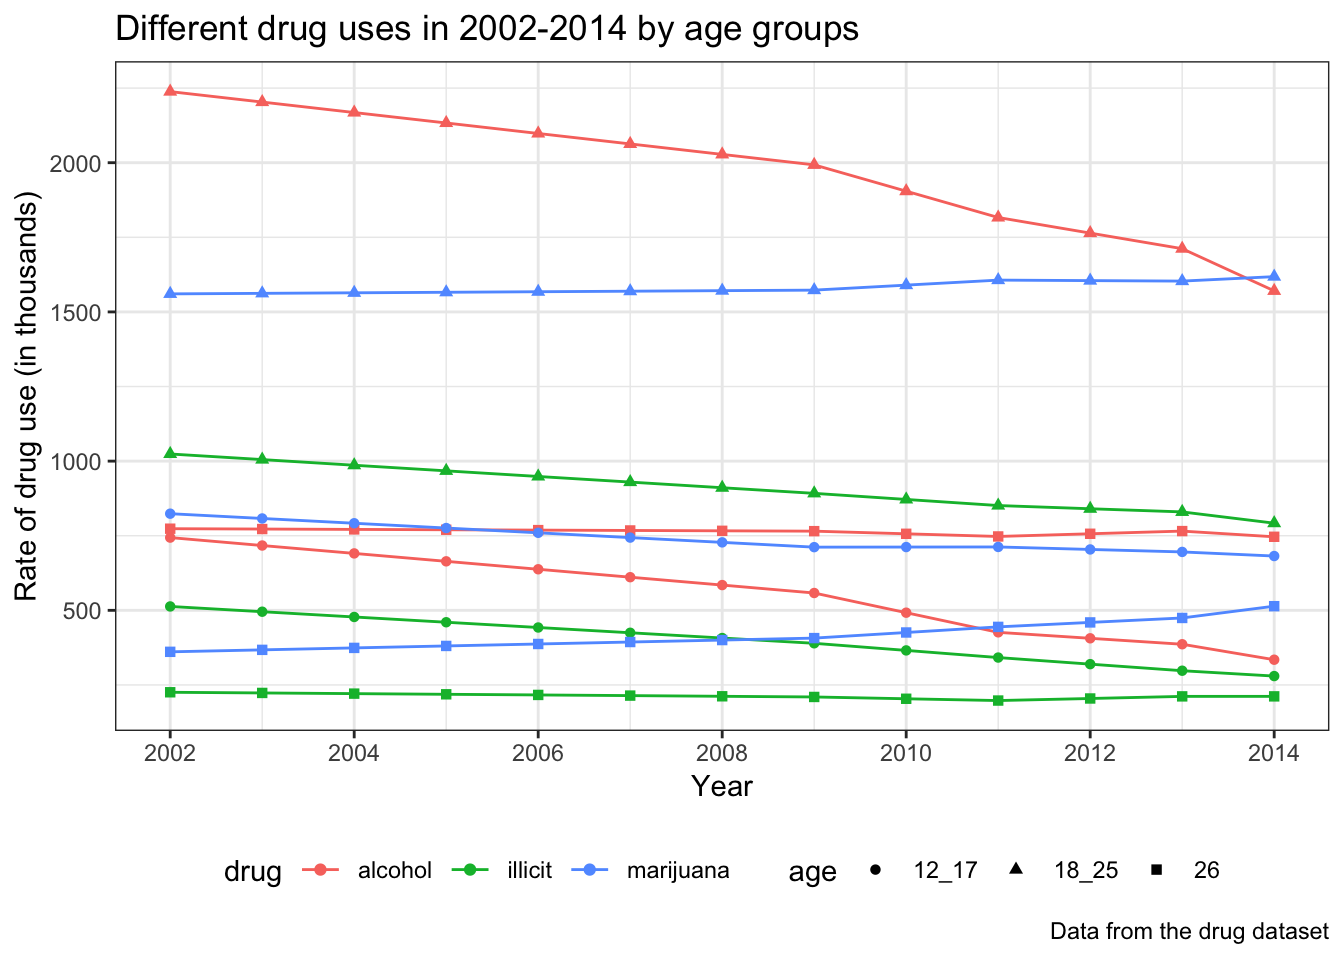 Different drug uses in 2002-2014 by age groups
Rate of drug use (in thousands)
2000
1500
1000
500
2002 2004 2006 2008 2010 2012 2014
Year
drug alcohol illicit marijuana age 12_17 18_25 26
Data from the drug dataset